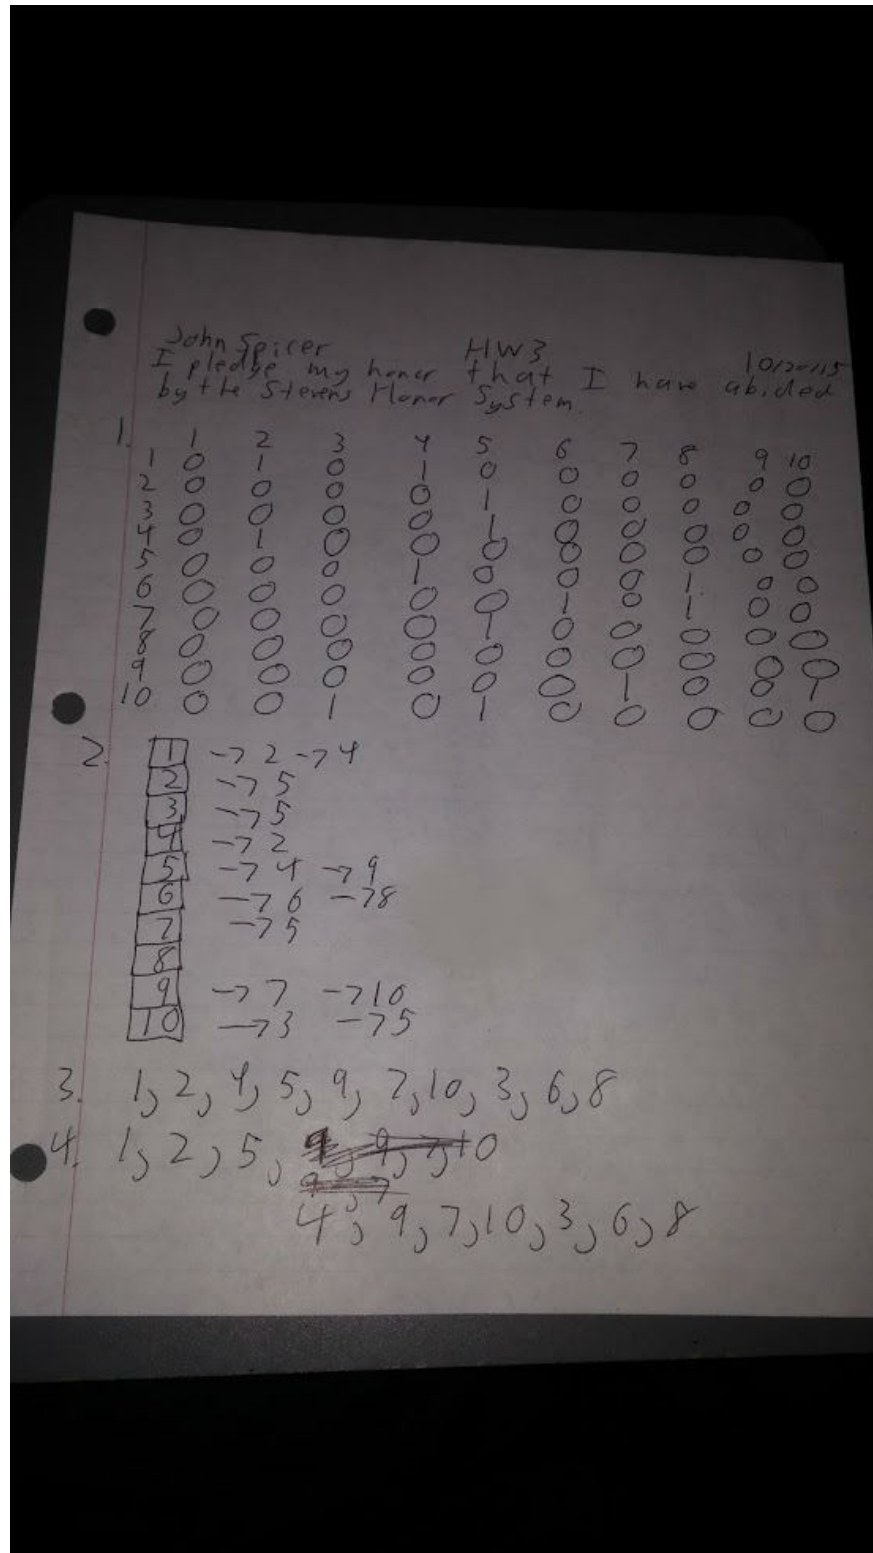 John Spicer HW3 10/20/15
I pledge my honor that I have abided
by the Stevens Honor System
1. 1 2 3 4 5 6 7 8 9 10
1 0 1 0 1 0 0 0 0 0 0
2 0 0 0 0 1 0 0 0 0 0
3 0 0 0 0 1 0 0 0 0 0
4 0 1 0 0 0 0 0 0 0 0
5 0 0 0 1 0 0 0 1 0 0
6 0 0 0 0 0 1 0 1 0 0
7 0 0 0 0 1 0 0 0 0 0
8 0 0 0 0 0 0 0 0 0 0
9 0 0 0 0 0 0 1 0 0 1
10 0 0 1 0 1 0 0 0 0 0
2. 1 → 2 → 4
2 → 5
3 → 5
4 → 2
5 → 4 → 9
6 → 6 → 8
7 → 5
8
9 → 7 → 10
10 → 3 → 5
3. 1, 2, 4, 5, 9, 7, 10, 3, 6, 8
4. 1, 2, 5,
4, 9, 7, 10, 3, 6, 8